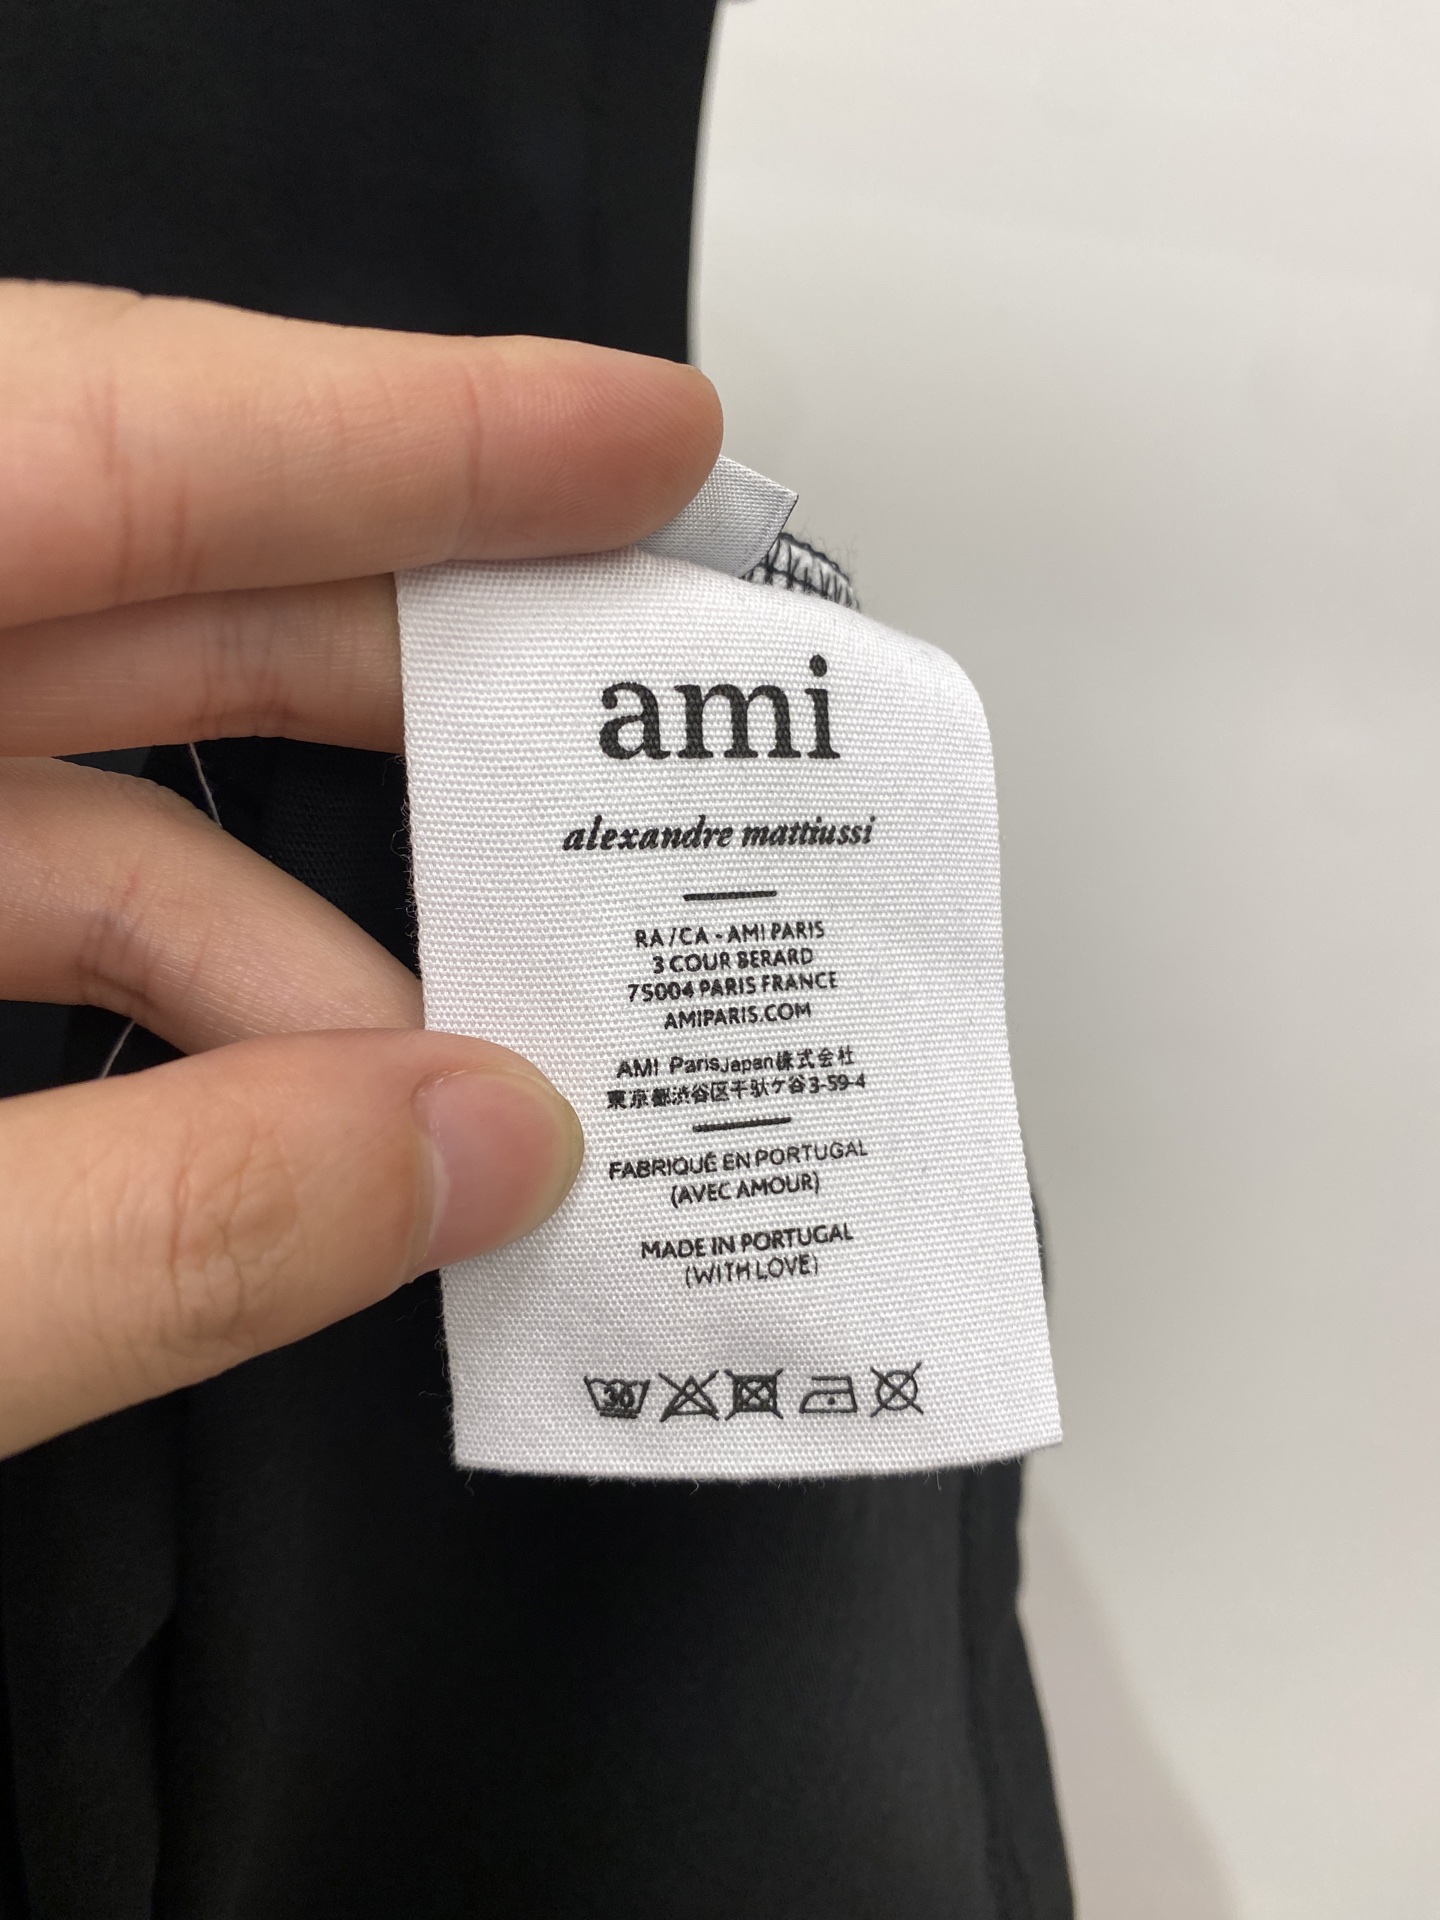 ami
alexandre mattiussi
RA/CA - AMI PARIS
3 COUR BERARD
75004 PARIS FRANCE
AMIPARIS.COM
AMI ParisJapan株式会社
東京都渋谷区千駄ケ谷3-59-4
FABRIQUÉ EN PORTUGAL
(AVEC AMOUR)
MADE IN PORTUGAL
(WITH LOVE)
30